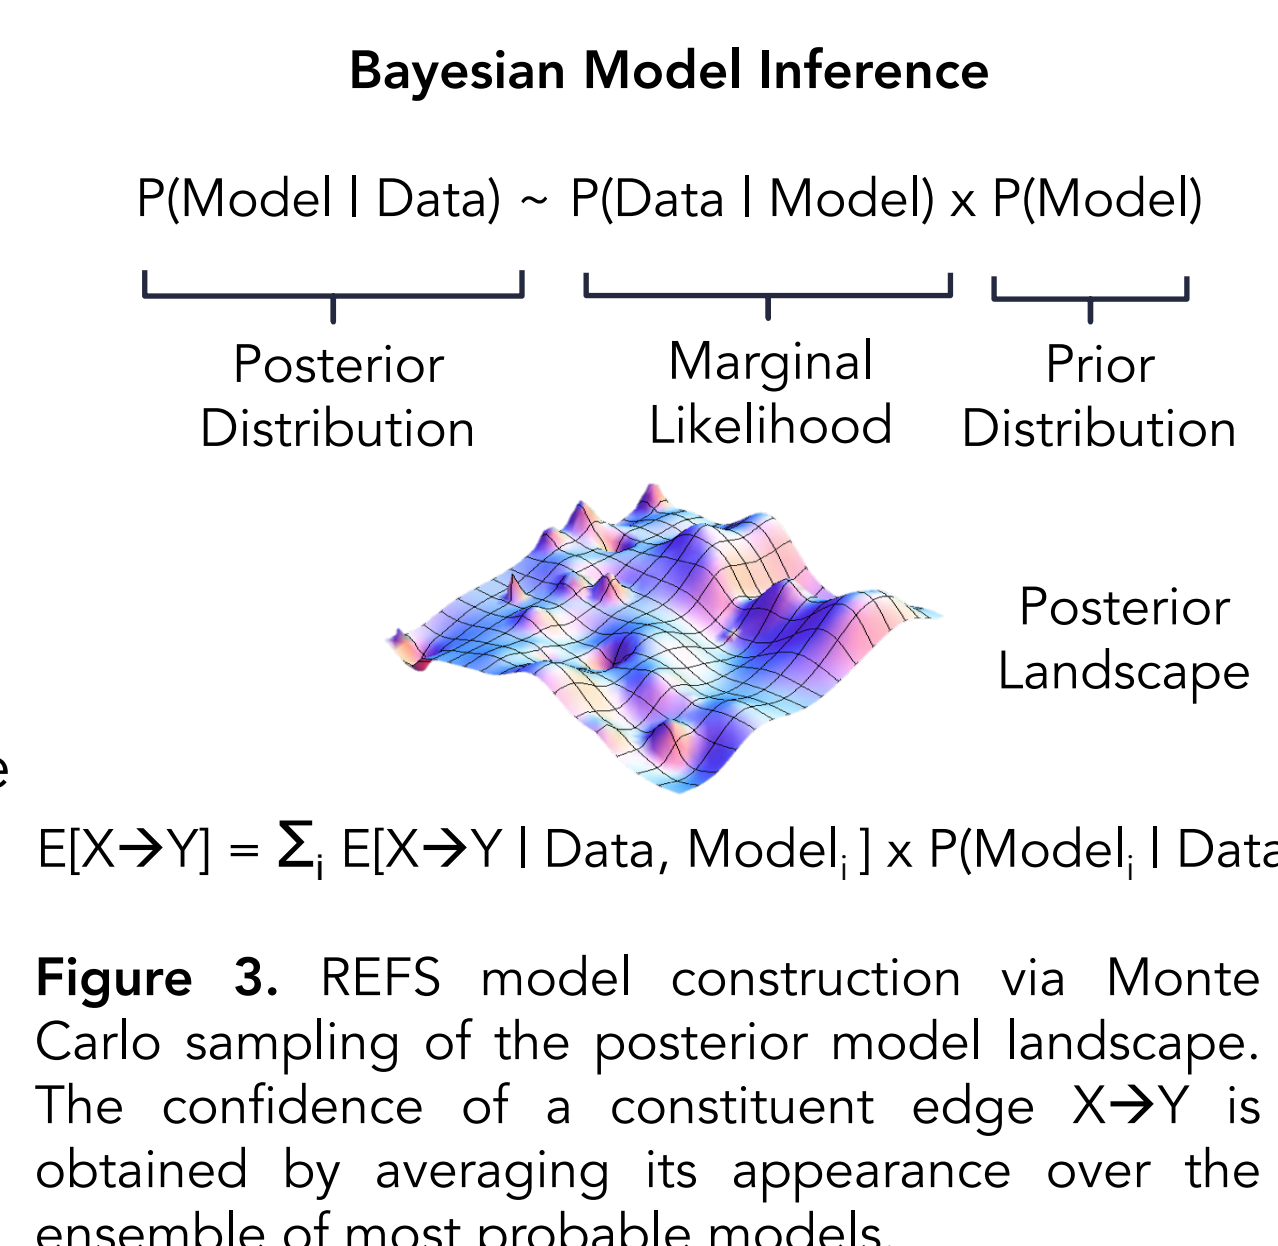 Bayesian Model Inference
P(Model | Data) ~ P(Data | Model) x P(Model)
Posterior Distribution
Marginal Likelihood
Prior Distribution
Posterior
Landscape
e
E[X→Y] = Σi E[X→Y | Data, Modeli ] x P(Modeli | Data
Figure 3. REFS model construction via Monte
Carlo sampling of the posterior model landscape.
The confidence of a constituent edge X→Y is
obtained by averaging its appearance over the
ensemble of most probable models.